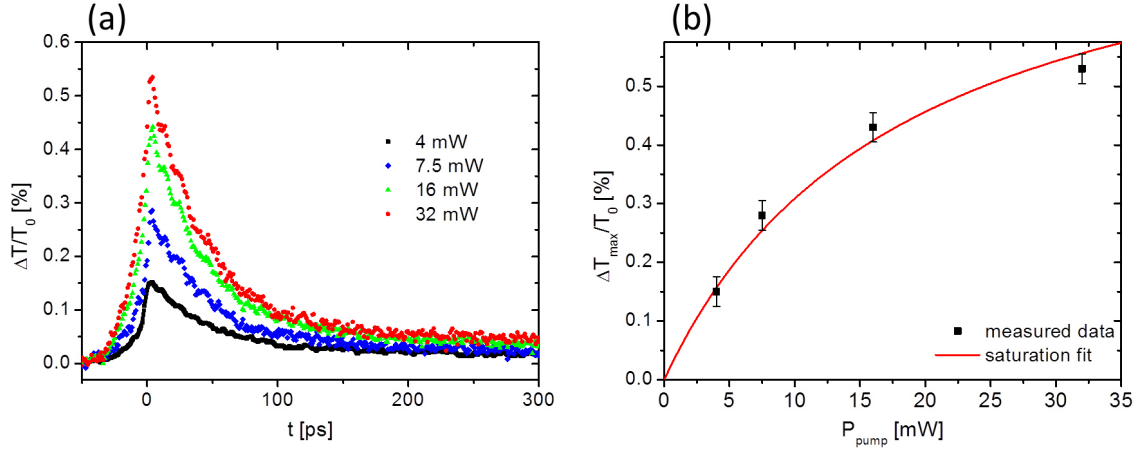 (a)
ΔT/T0 [%]
0.6
0.5
0.4
0.3
0.2
0.1
0.0
4 mW
7.5 mW
16 mW
32 mW
0 100 200 300
t [ps]
(b)
ΔTmax/T0 [%]
0.5
0.4
0.3
0.2
0.1
0.0
measured data
saturation fit
0 5 10 15 20 25 30 35
Ppump [mW]